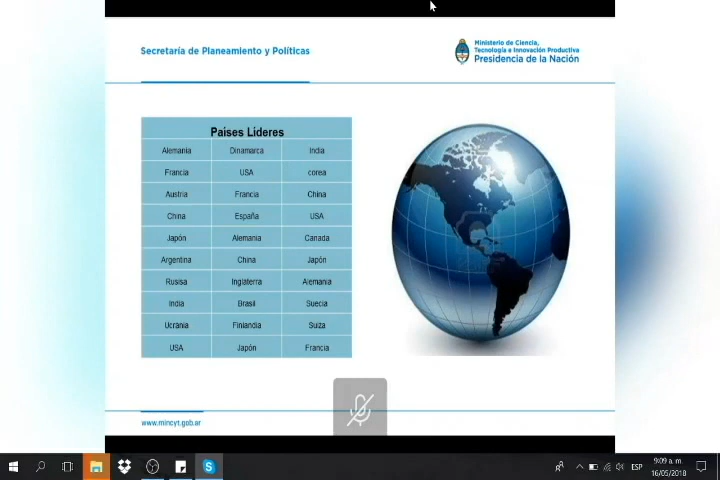 Secretaría de Planeamiento y Políticas
Ministerio de Ciencia,
Tecnología e Innovación Productiva
Presidencia de la Nación
Paises Lideres
Alemania Dinamarca India
Francia USA corea
Austria Francia China
China España USA
Japón Alemania Canada
Argentina China Japón
Rusisa Inglaterra Alemania
India Brasil Suecia
Ucrania Finlandia Suiza
USA Japón Francia
www.mincyt.gob.ar
ESP
9:09 a. m.
16/05/2018